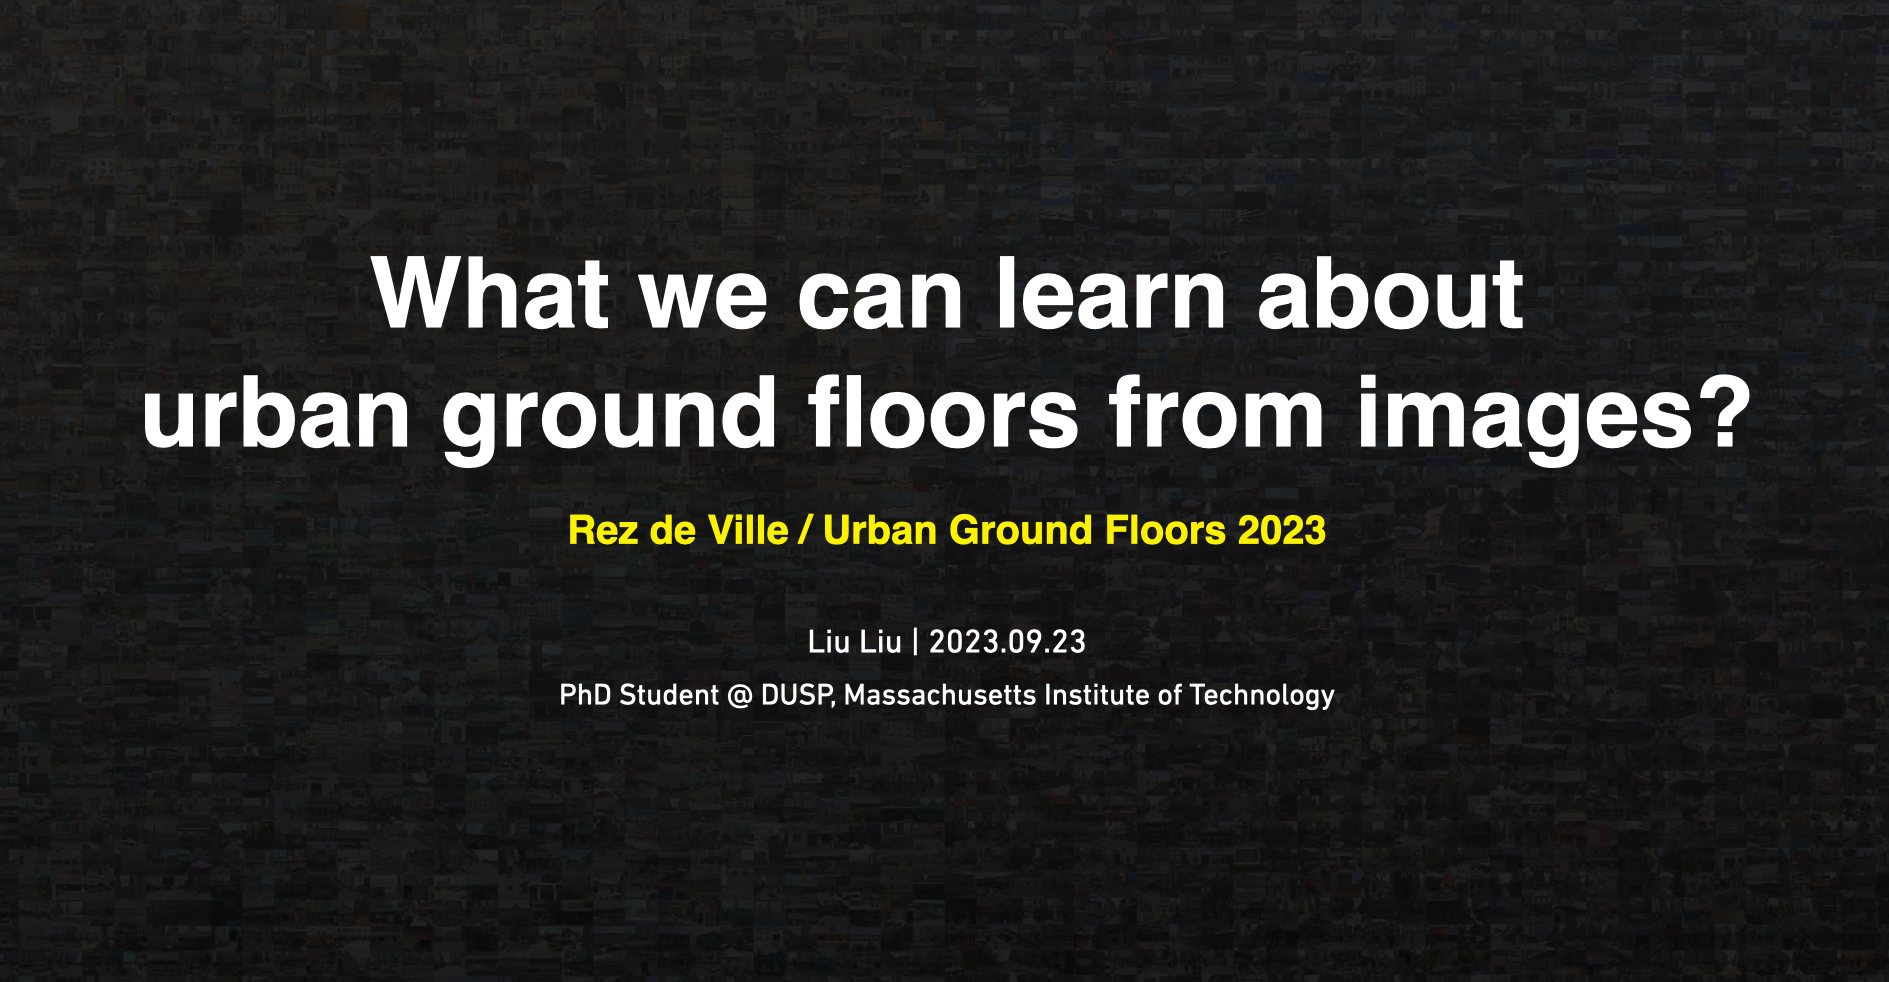 What we can learn about
urban ground floors from images?
Rez de Ville / Urban Ground Floors 2023
Liu Liu | 2023.09.23
PhD Student @ DUSP, Massachusetts Institute of Technology